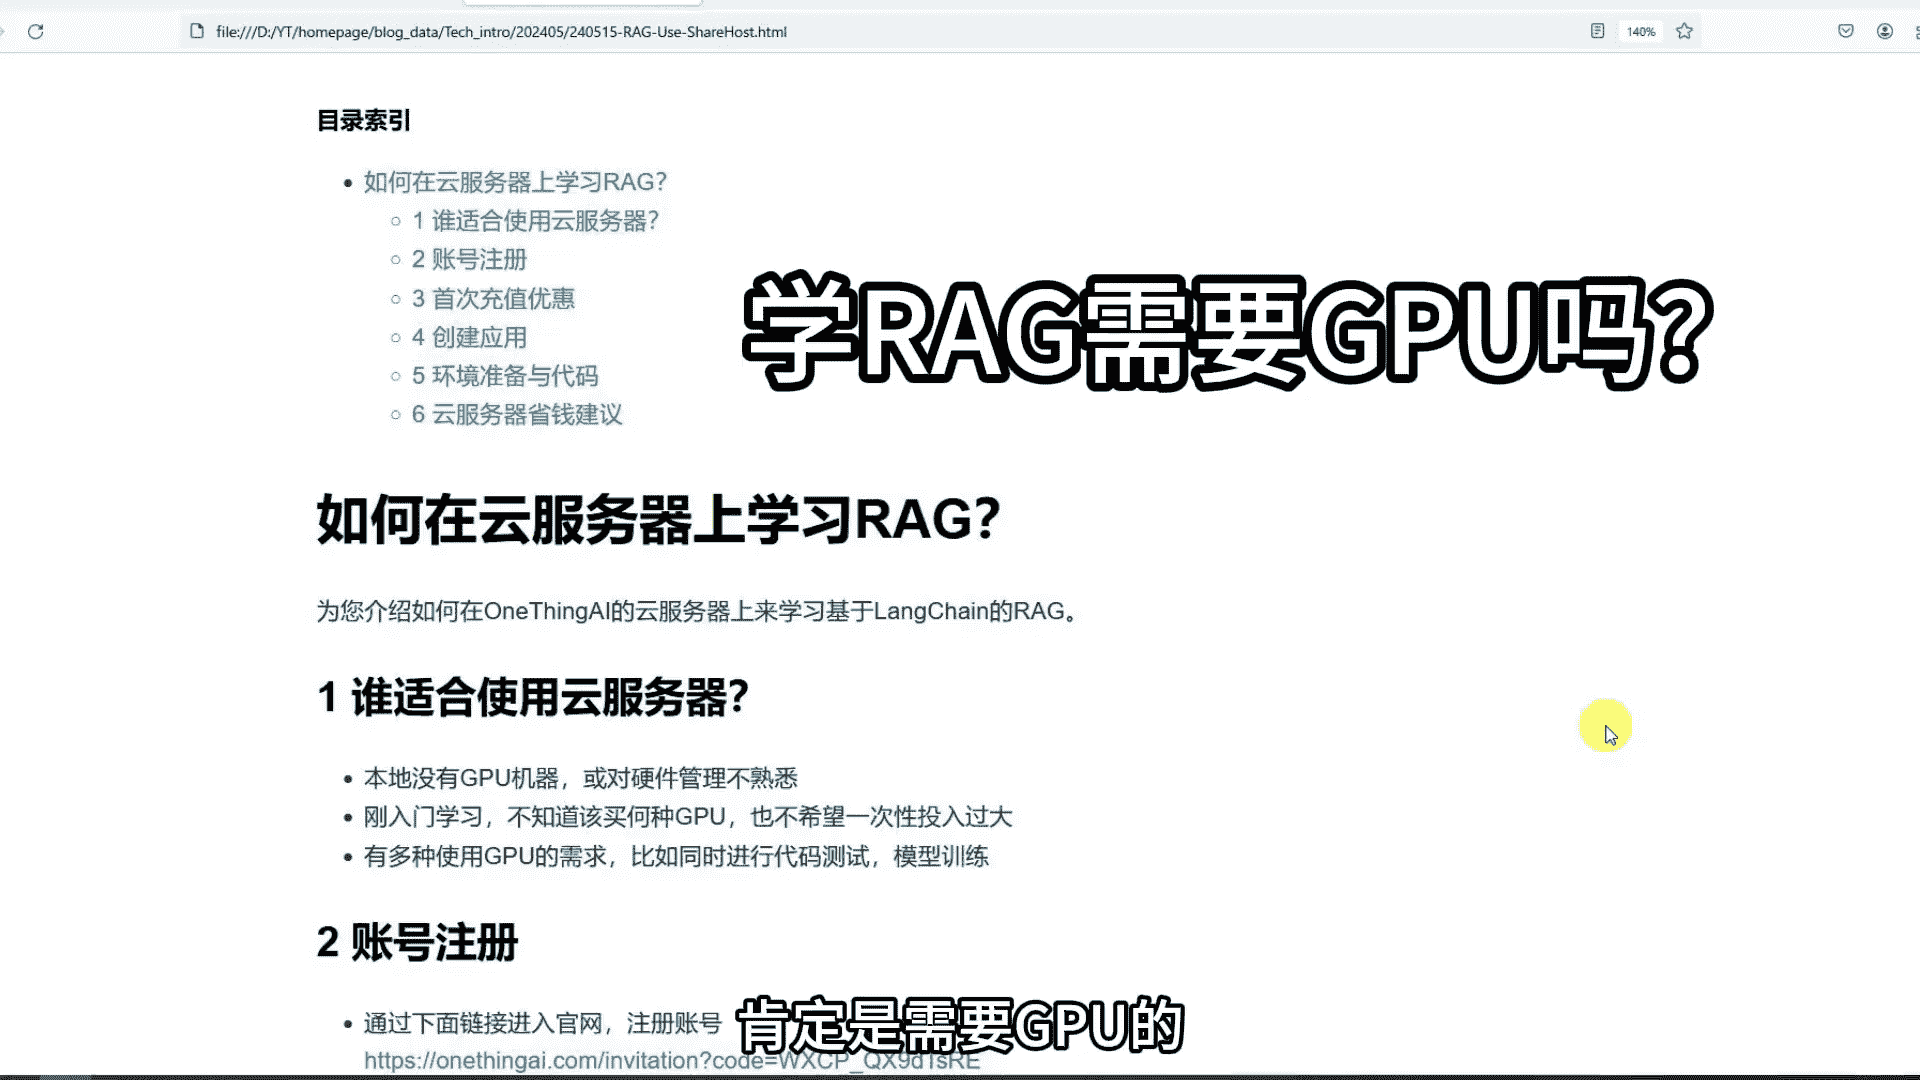 file:///D:/YT/homepage/blog_data/Tech_intro/202405/240515-RAG-Use-ShareHost.html
140%
目录索引
如何在云服务器上学习RAG？
1 谁适合使用云服务器？
2 账号注册
3 首次充值优惠
4 创建应用
5 环境准备与代码
6 云服务器省钱建议
学RAG需要GPU吗？
如何在云服务器上学习RAG？
为您介绍如何在OneThingAI的云服务器上来学习基于LangChain的RAG。
1 谁适合使用云服务器？
本地没有GPU机器，或对硬件管理不熟悉
刚入门学习，不知道该买何种GPU，也不希望一次性投入过大
有多种使用GPU的需求，比如同时进行代码测试，模型训练
2 账号注册
通过下面链接进入官网，注册账号
肯定是需要GPU的
https://onethingai.com/invitation?code=WXCP_QX9d1sRE